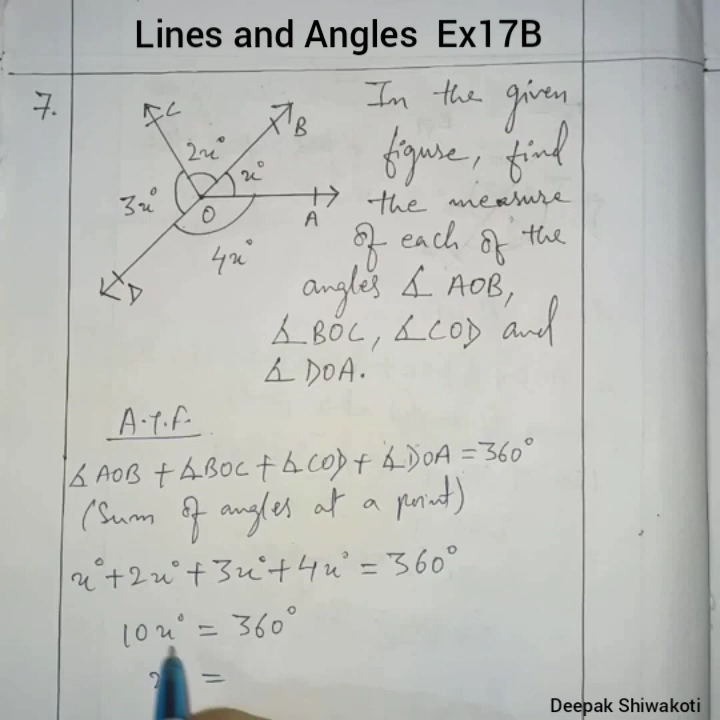 Lines and Angles Ex17B
7.
C
B
2x°
x°
3x°
O
A
4x°
D
In the given
figure, find
the measure
of each of the
angles ∡ AOB,
∡ BOC, ∡ COD and
∡ DOA.
A.T.F.
∡ AOB + ∡ BOC + ∡ COD + ∡ DOA = 360°
(Sum of angles at a point)
x° + 2x° + 3x° + 4x° = 360°
10x° = 360°
=
Deepak Shiwakoti